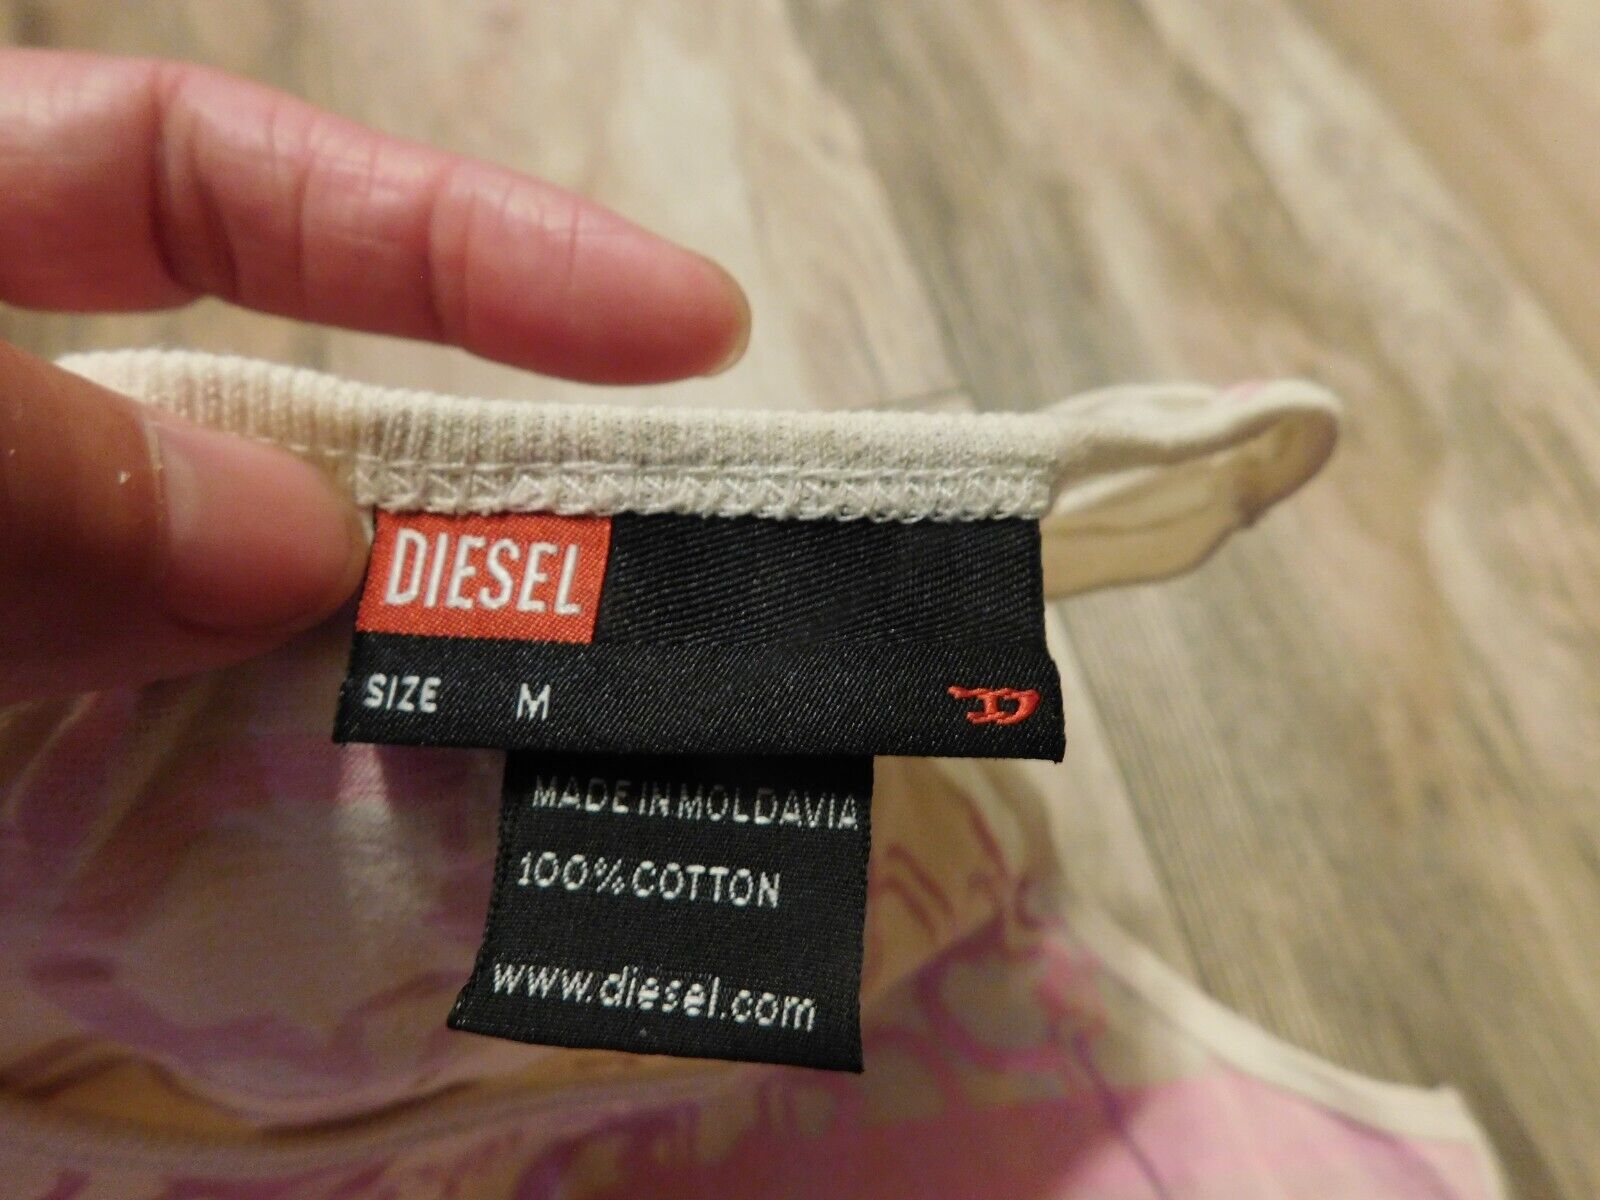 DIESEL
SIZE M
MADE IN MOLDAVIA
100% COTTON
www.diesel.com